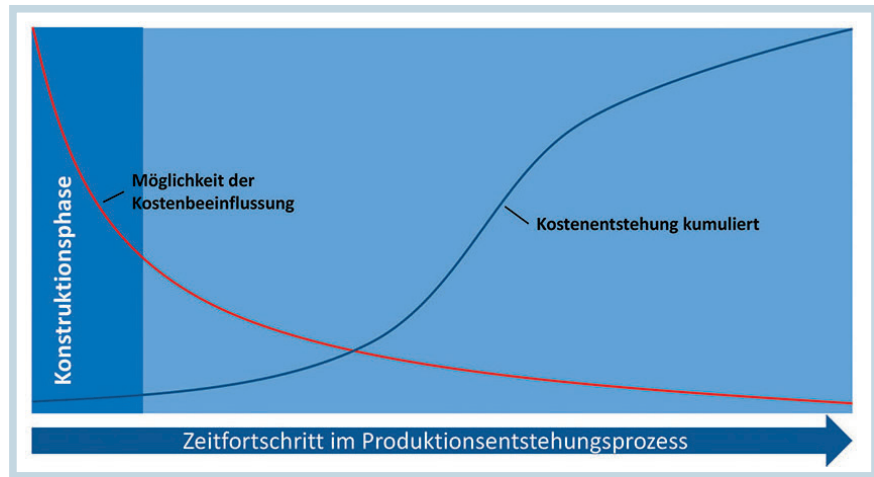 Konstruktionsphase
Möglichkeit der
Kostenbeeinflussung
Kostenentstehung kumuliert
Zeitfortschritt im Produktionsentstehungsprozess